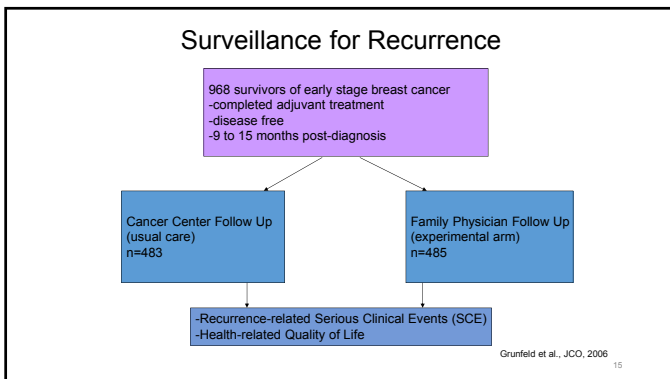 Surveillance for Recurrence
968 survivors of early stage breast cancer
-completed adjuvant treatment
-disease free
-9 to 15 months post-diagnosis
Cancer Center Follow Up
(usual care)
n=483
Family Physician Follow Up
(experimental arm)
n=485
-Recurrence-related Serious Clinical Events (SCE)
-Health-related Quality of Life
Grunfeld et al., JCO, 2006
15